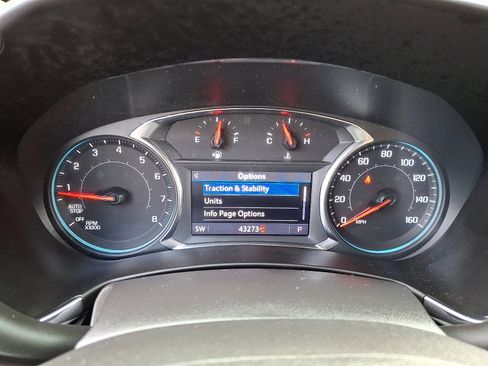 E F C H
Options
Traction & Stability
Units
Info Page Options
SW 43273 P
1 2 3 4 5 6 7 8
AUTO
STOP
OFF
RPM
X1000
0 20 40 60 80 100 120 140 160
MPH